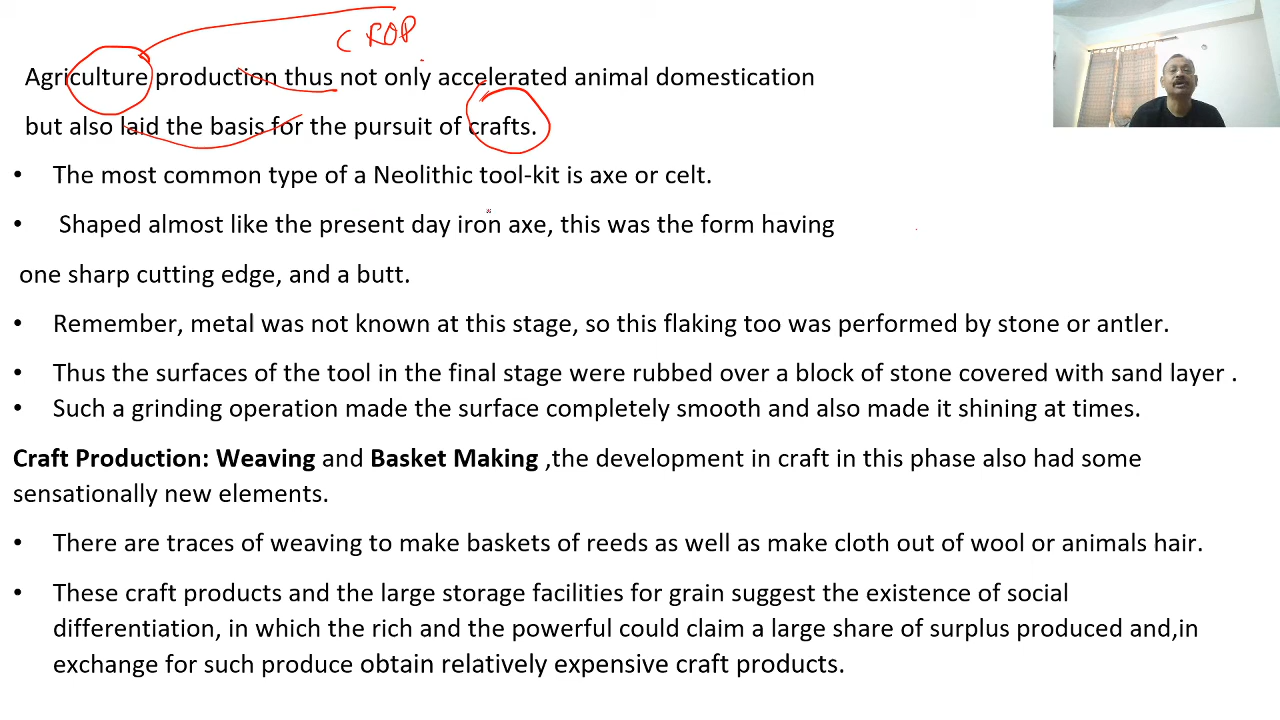 C ROP
Agriculture production thus not only accelerated animal domestication
but also laid the basis for the pursuit of crafts.
• The most common type of a Neolithic tool-kit is axe or celt.
• Shaped almost like the present day iron axe, this was the form having
one sharp cutting edge, and a butt.
• Remember, metal was not known at this stage, so this flaking too was performed by stone or antler.
• Thus the surfaces of the tool in the final stage were rubbed over a block of stone covered with sand layer .
• Such a grinding operation made the surface completely smooth and also made it shining at times.
Craft Production: Weaving and Basket Making ,the development in craft in this phase also had some
sensationally new elements.
• There are traces of weaving to make baskets of reeds as well as make cloth out of wool or animals hair.
• These craft products and the large storage facilities for grain suggest the existence of social
differentiation, in which the rich and the powerful could claim a large share of surplus produced and,in
exchange for such produce obtain relatively expensive craft products.